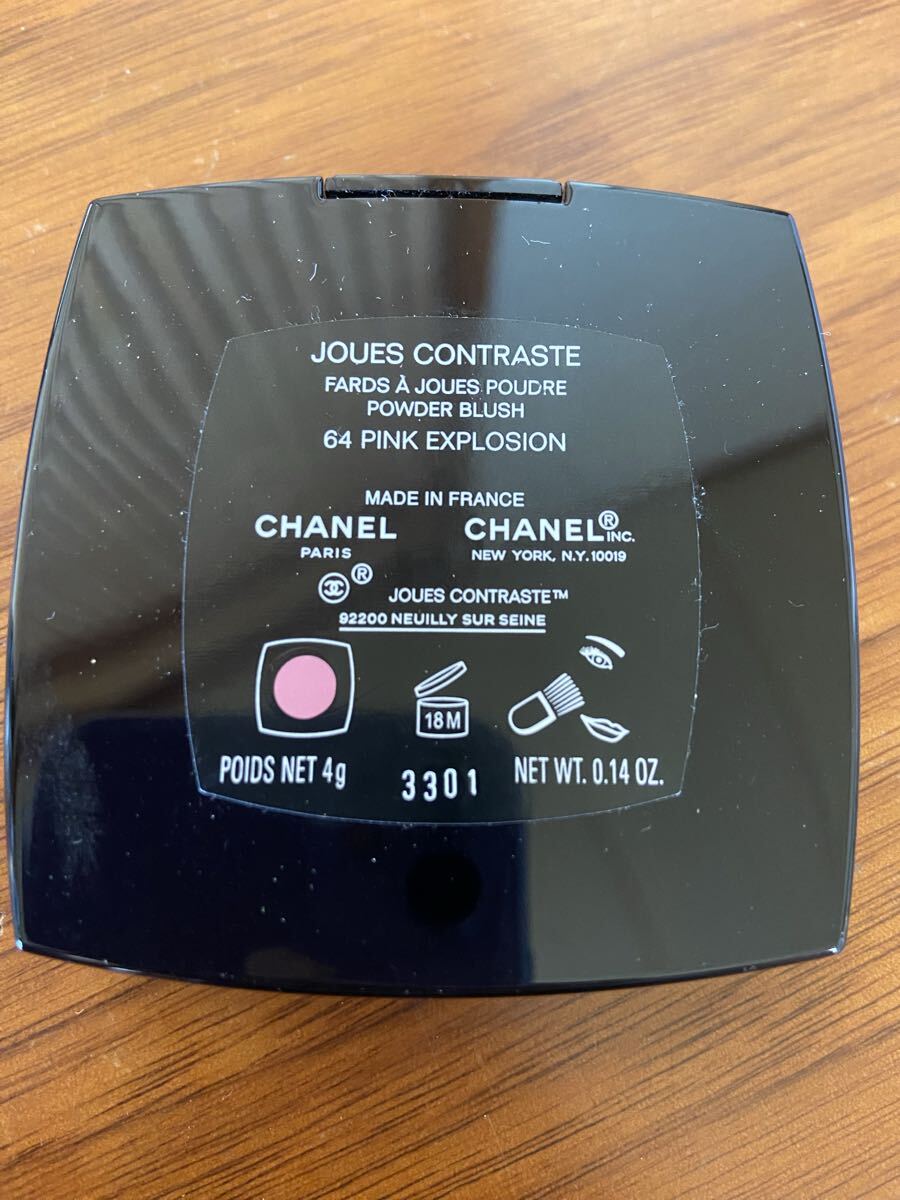 JOUES CONTRASTE
FARDS À JOUES POUDRE
POWDER BLUSH
64 PINK EXPLOSION
MADE IN FRANCE
CHANEL
PARIS
CHANEL® INC.
NEW YORK, N.Y. 10019
®
JOUES CONTRASTE™
92200 NEUILLY SUR SEINE
18M
POIDS NET 4g
3301
NET WT. 0.14 OZ.